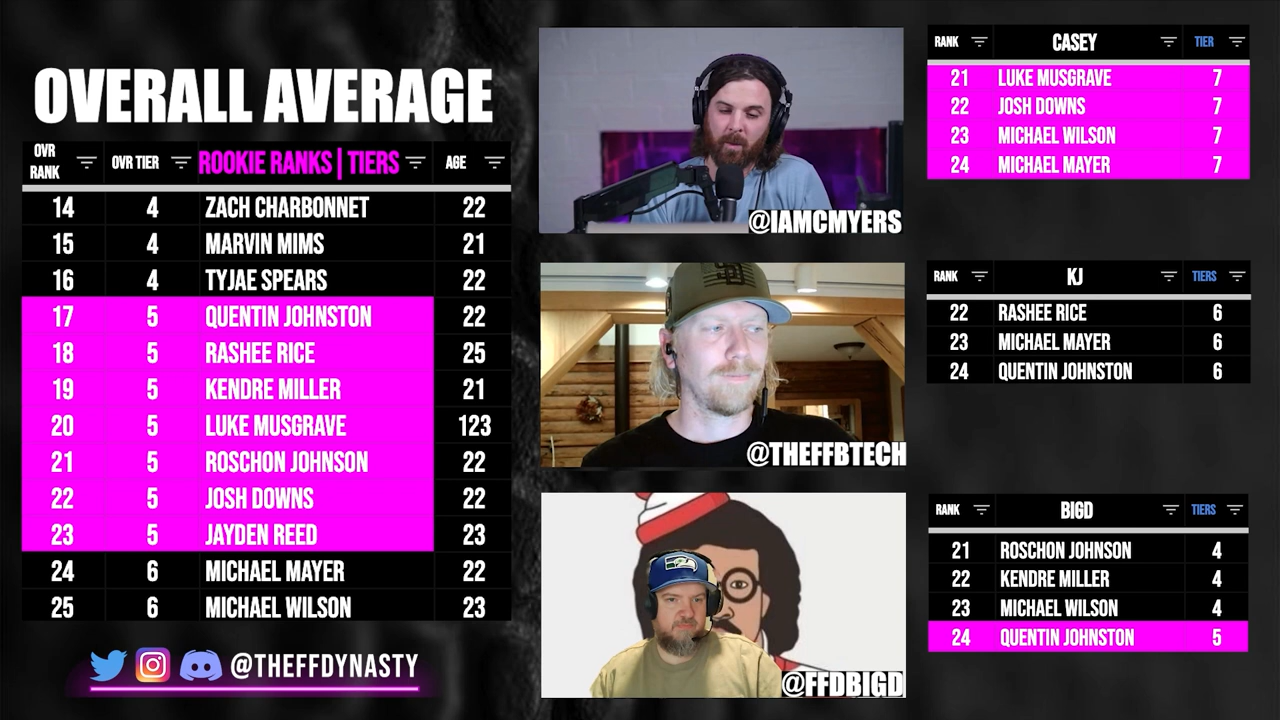 OVERALL AVERAGE
OVR RANK OVR TIER ROOKIE RANKS | TIERS AGE
14 4 ZACH CHARBONNET 22
15 4 MARVIN MIMS 21
16 4 TYJAE SPEARS 22
17 5 QUENTIN JOHNSTON 22
18 5 RASHEE RICE 25
19 5 KENDRE MILLER 21
20 5 LUKE MUSGRAVE 123
21 5 ROSCHON JOHNSON 22
22 5 JOSH DOWNS 22
23 5 JAYDEN REED 23
24 6 MICHAEL MAYER 22
25 6 MICHAEL WILSON 23
@THEFFDYNASTY
@IAMCMYERS
@THEFFBTECH
@FFDBIGD
RANK CASEY TIER
21 LUKE MUSGRAVE 7
22 JOSH DOWNS 7
23 MICHAEL WILSON 7
24 MICHAEL MAYER 7
RANK KJ TIERS
22 RASHEE RICE 6
23 MICHAEL MAYER 6
24 QUENTIN JOHNSTON 6
RANK BIGD TIERS
21 ROSCHON JOHNSON 4
22 KENDRE MILLER 4
23 MICHAEL WILSON 4
24 QUENTIN JOHNSTON 5